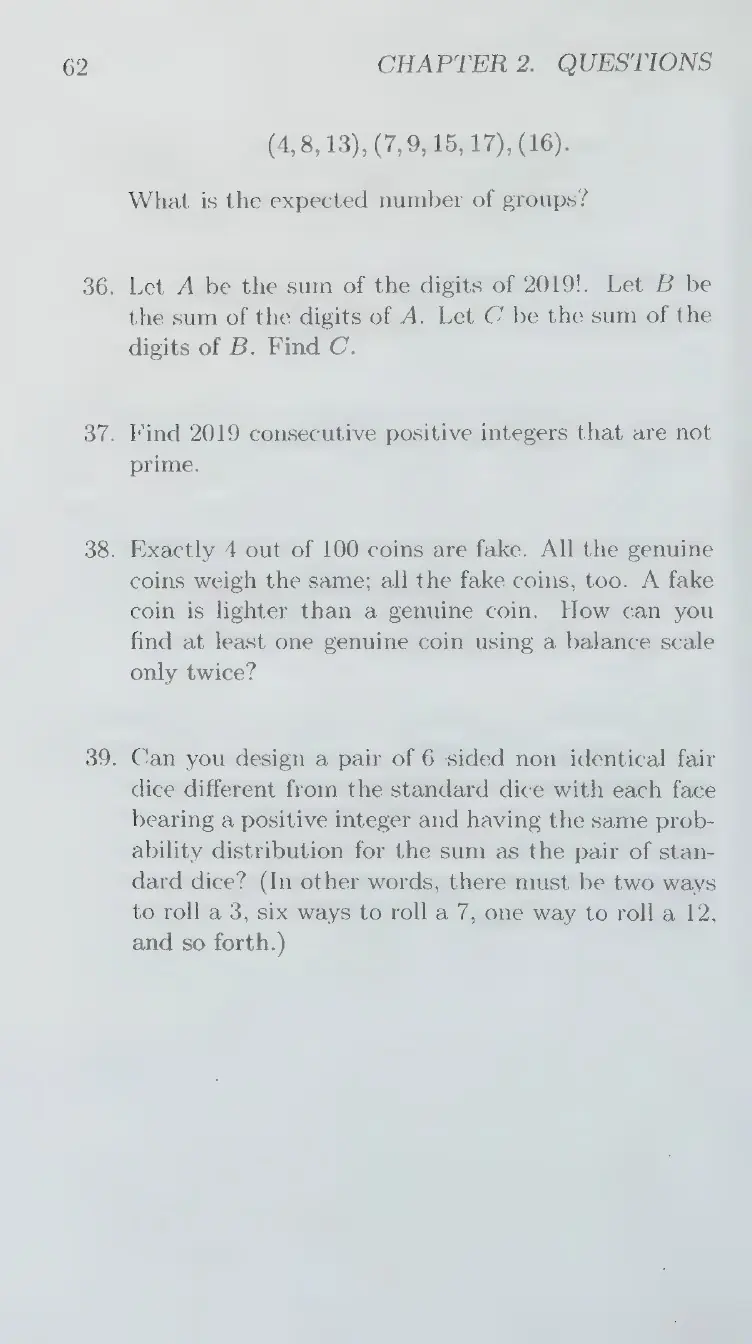 62 CHAPTER 2. QUESTIONS
(4, 8, 13), (7, 9, 15, 17), (16).
What is the expected number of groups?
36. Let A be the sum of the digits of 2019!. Let B be
the sum of the digits of A. Let C be the sum of the
digits of B. Find C.
37. Find 2019 consecutive positive integers that are not
prime.
38. Exactly 4 out of 100 coins are fake. All the genuine
coins weigh the same; all the fake coins, too. A fake
coin is lighter than a genuine coin. How can you
find at least one genuine coin using a balance scale
only twice?
39. Can you design a pair of 6 sided non identical fair
dice different from the standard dice with each face
bearing a positive integer and having the same prob-
ability distribution for the sum as the pair of stan-
dard dice? (In other words, there must be two ways
to roll a 3, six ways to roll a 7, one way to roll a 12,
and so forth.)